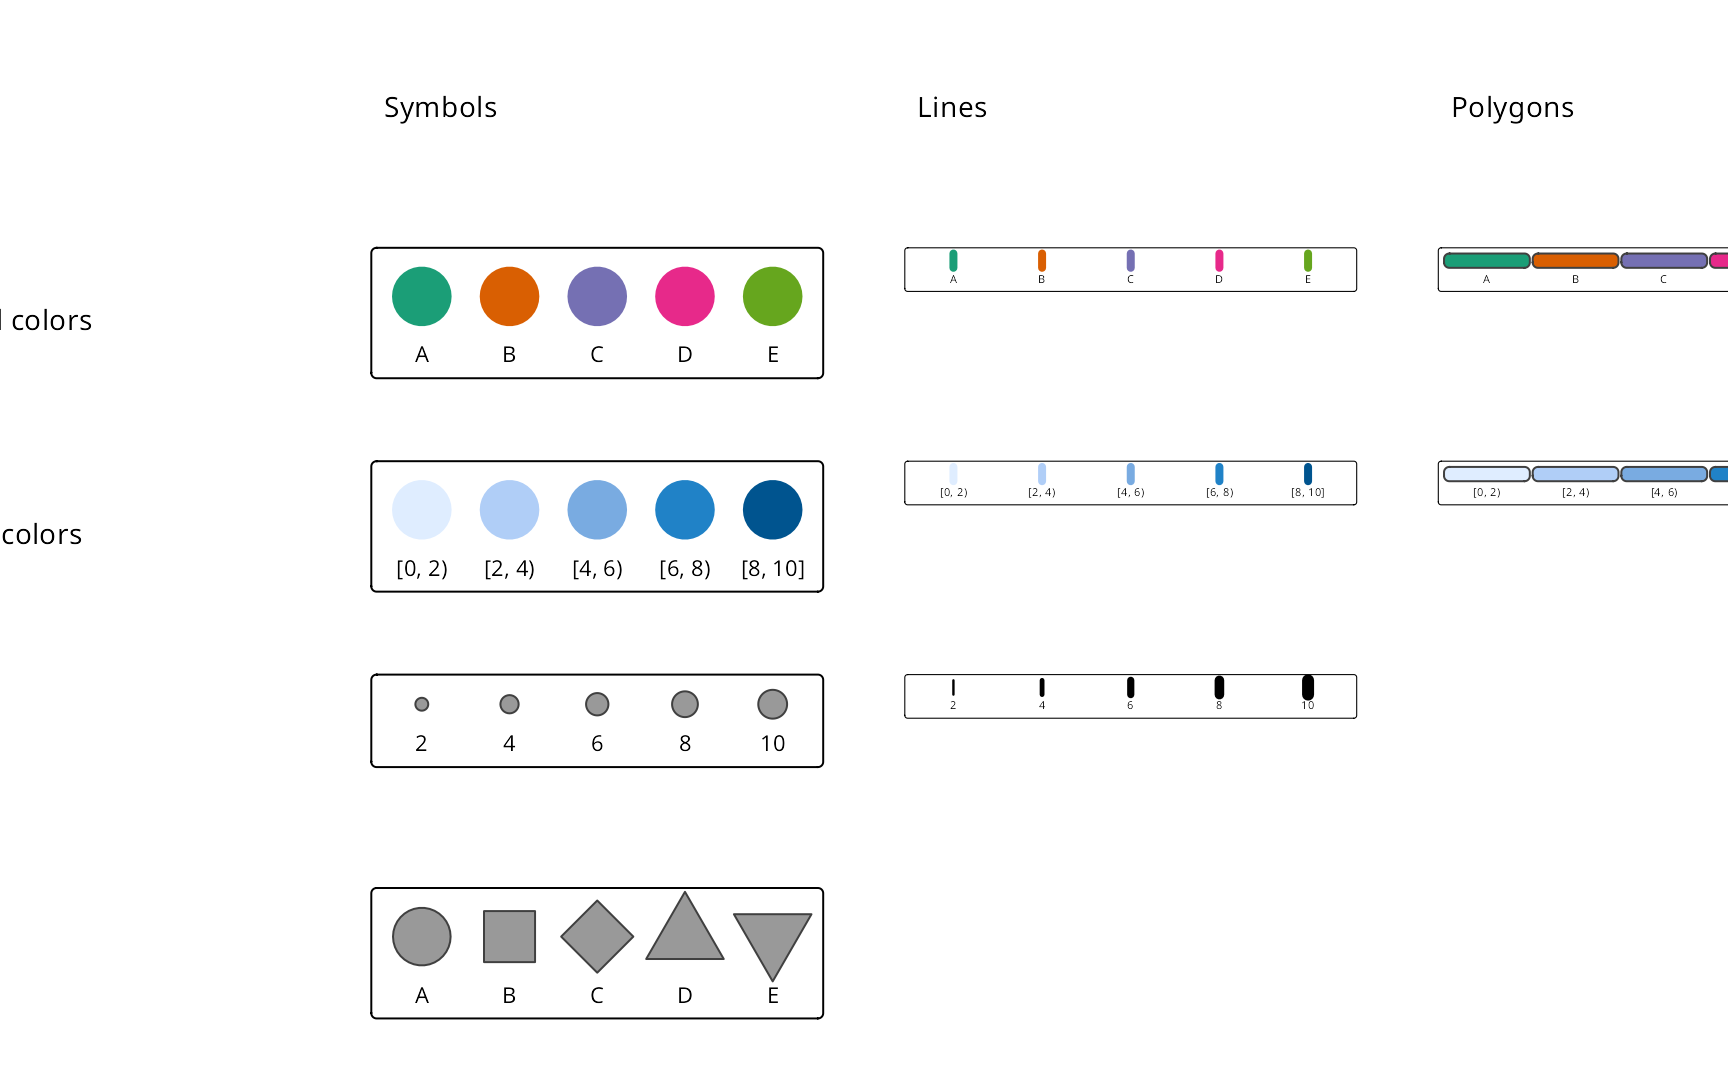 Symbols Lines Polygons
colors
A B C D E
A B C D E
A B C
colors
[0, 2) [2, 4) [4, 6) [6, 8) [8, 10]
[0, 2) [2, 4) [4, 6) [6, 8) [8, 10]
[0, 2) [2, 4) [4, 6)
2 4 6 8 10
2 4 6 8 10
A B C D E